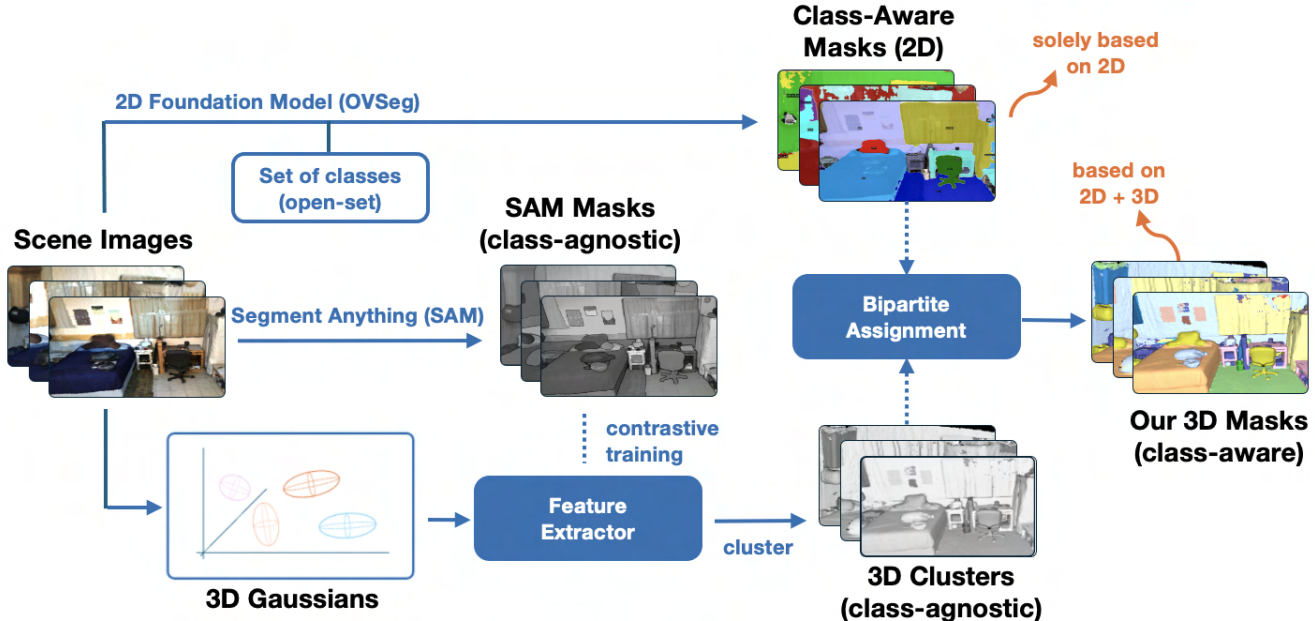 Class-Aware
Masks (2D)
solely based
on 2D
2D Foundation Model (OVSeg)
Set of classes
(open-set)
based on
2D + 3D
SAM Masks
(class-agnostic)
Scene Images
Segment Anything (SAM)
Bipartite
Assignment
Our 3D Masks
(class-aware)
contrastive
training
Feature
Extractor
cluster
3D Gaussians
3D Clusters
(class-agnostic)